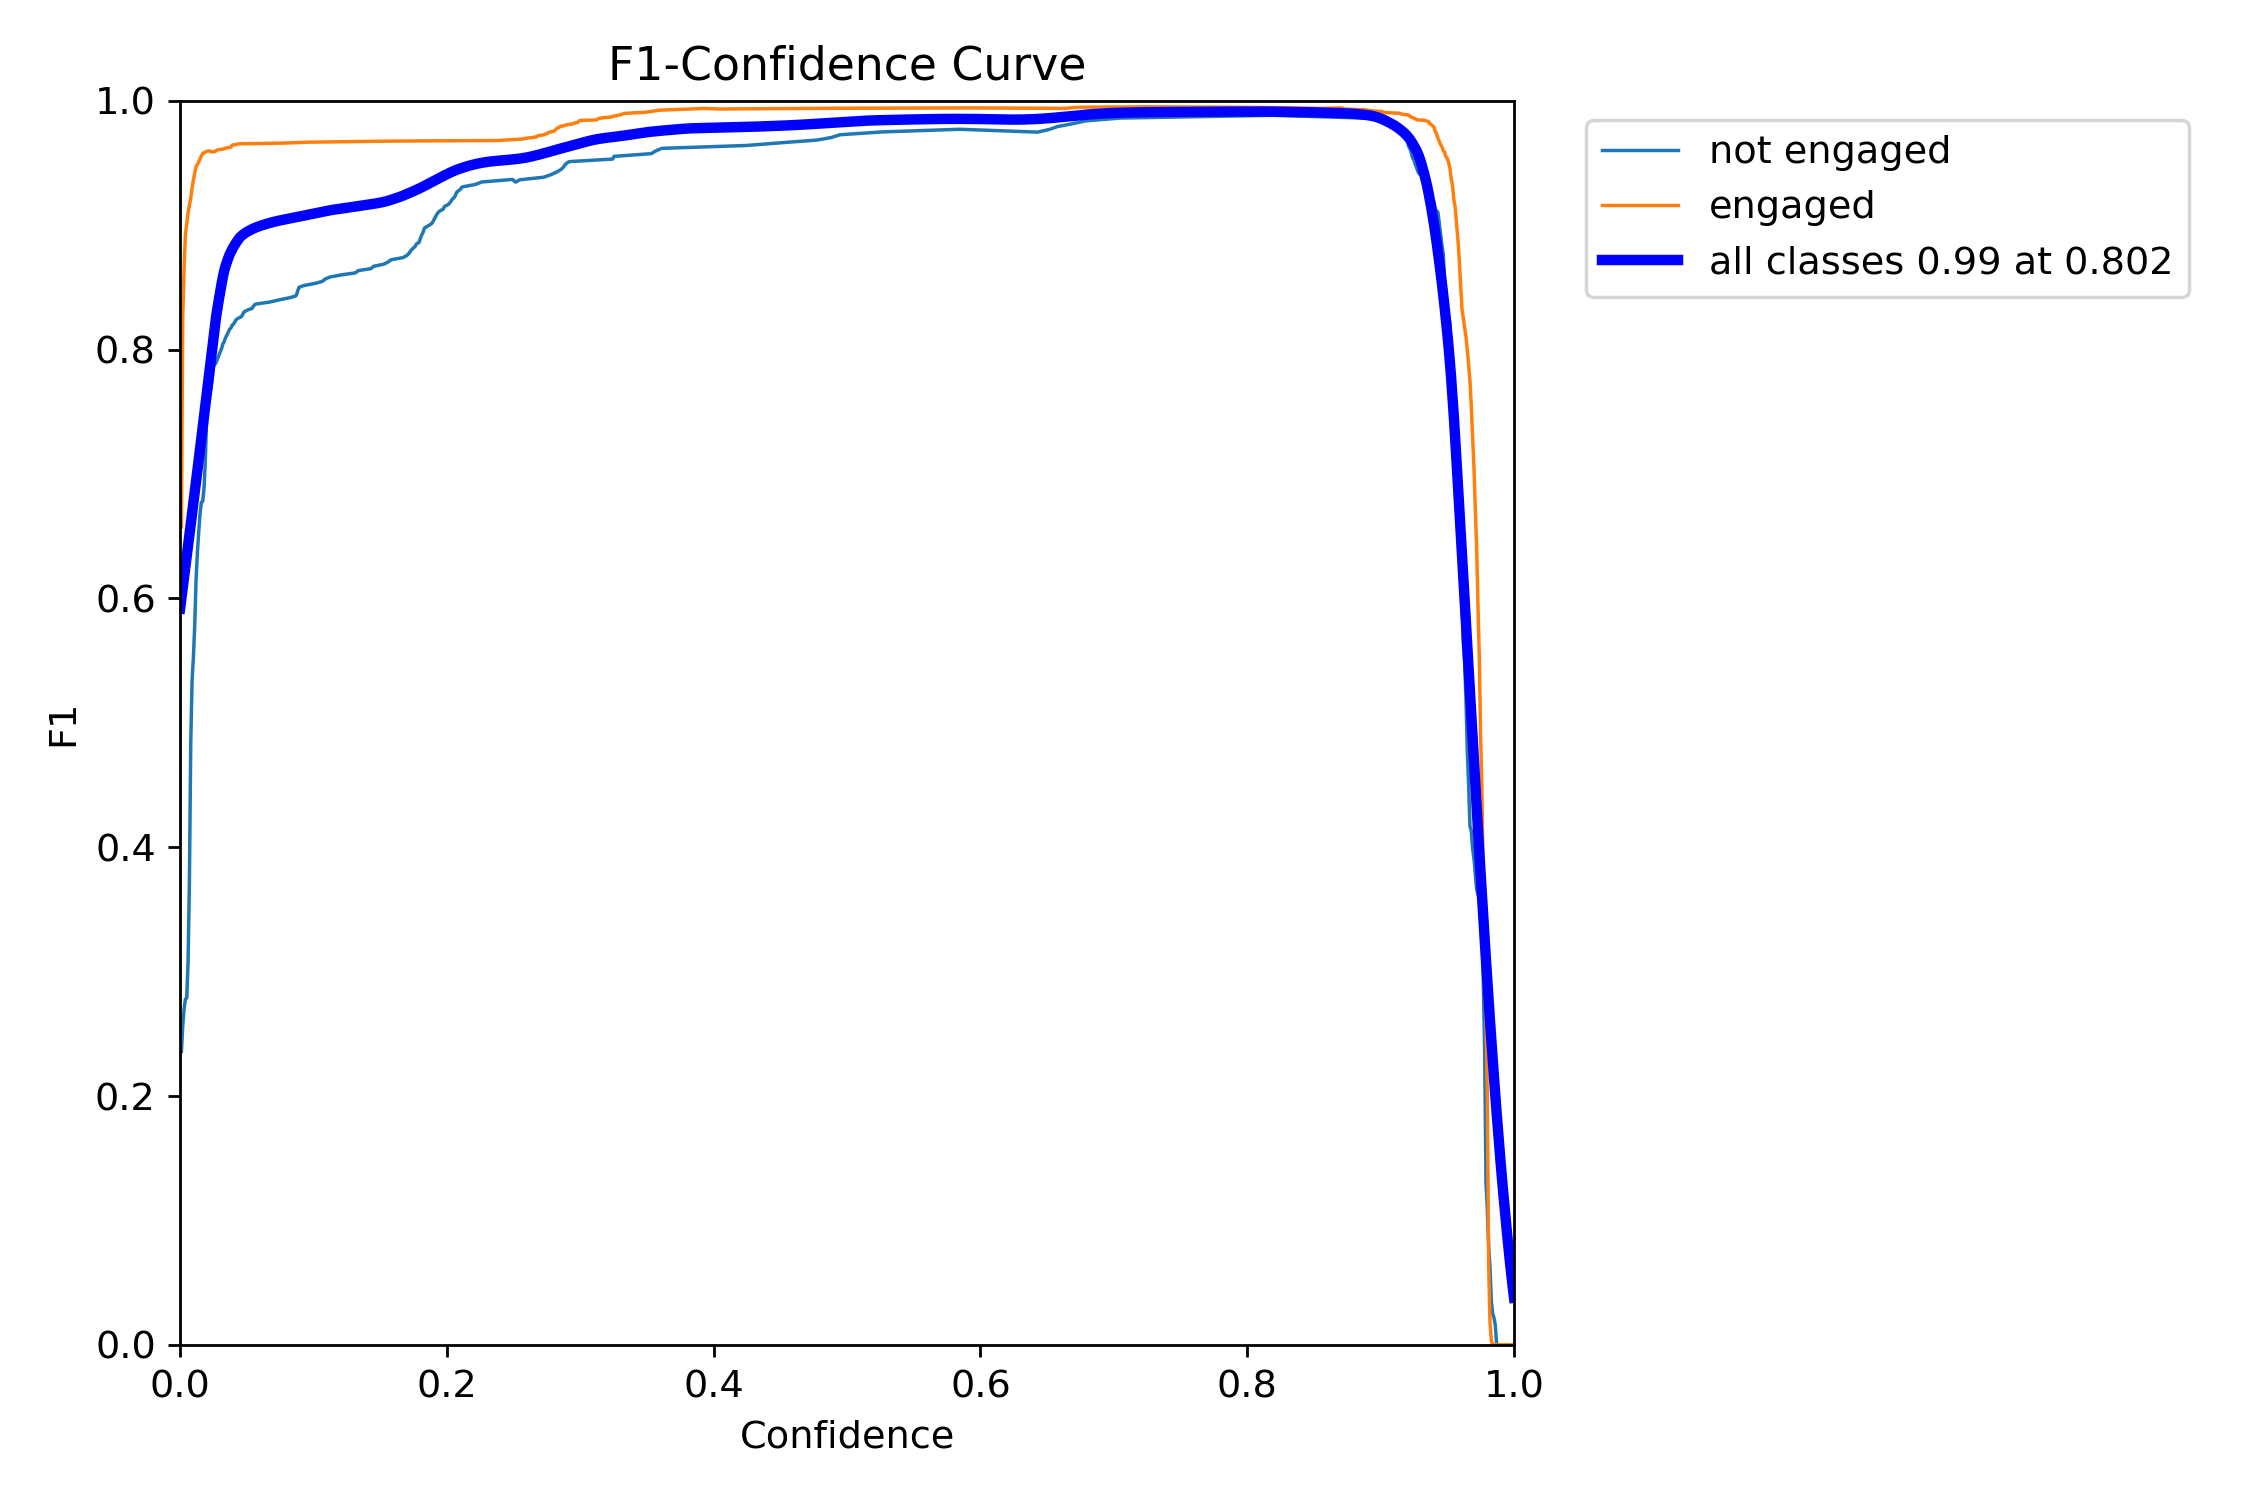 F1-Confidence Curve
1.0
0.8
0.6
0.4
0.2
0.0
F1
0.0 0.2 0.4 0.6 0.8 1.0
Confidence
not engaged
engaged
all classes 0.99 at 0.802